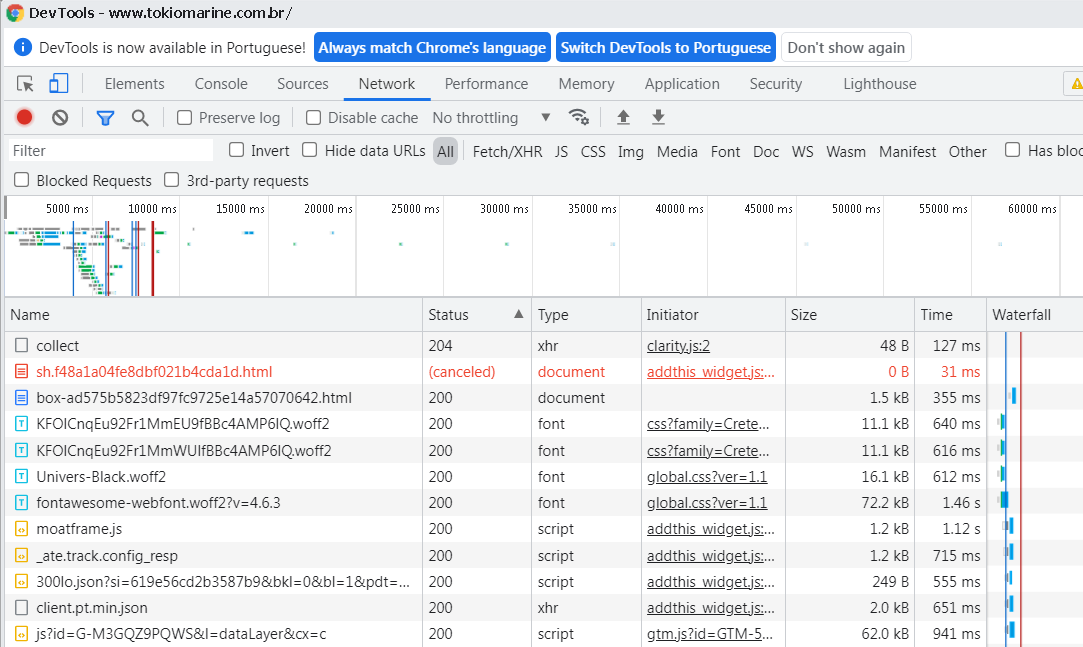 DevTools - www.tokiomarine.com.br/
DevTools is now available in Portuguese! Always match Chrome's language Switch DevTools to Portuguese Don't show again
Elements Console Sources Network Performance Memory Application Security Lighthouse
Preserve log Disable cache No throttling
Filter Invert Hide data URLs All Fetch/XHR JS CSS Img Media Font Doc WS Wasm Manifest Other Has bloc
Blocked Requests 3rd-party requests
5000 ms 10000 ms 15000 ms 20000 ms 25000 ms 30000 ms 35000 ms 40000 ms 45000 ms 50000 ms 55000 ms 60000 ms
Name Status Type Initiator Size Time Waterfall
collect 204 xhr clarity.js:2 48 B 127 ms
sh.f48a1a04fe8dbf021b4cda1d.html (canceled) document addthis_widget.js:... 0 B 31 ms
box-ad575b5823df97fc9725e14a57070642.html 200 document 1.5 kB 355 ms
KFOlCnqEu92Fr1MmEU9fBBc4AMP6lQ.woff2 200 font css?family=Crete... 11.1 kB 640 ms
KFOlCnqEu92Fr1MmWUlfBBc4AMP6lQ.woff2 200 font css?family=Crete... 11.1 kB 616 ms
Univers-Black.woff2 200 font global.css?ver=1.1 16.1 kB 612 ms
fontawesome-webfont.woff2?v=4.6.3 200 font global.css?ver=1.1 72.2 kB 1.46 s
moatframe.js 200 script addthis_widget.js:... 1.2 kB 1.12 s
_ate.track.config_resp 200 script addthis_widget.js:... 1.2 kB 715 ms
300lo.json?si=619e56cd2b3587b9&bkl=0&bl=1&pdt=... 200 script addthis_widget.js:... 249 B 555 ms
client.pt.min.json 200 xhr addthis_widget.js:... 2.0 kB 651 ms
js?id=G-M3GQZ9PQWS&l=dataLayer&cx=c 200 script gtm.js?id=GTM-5... 62.0 kB 941 ms